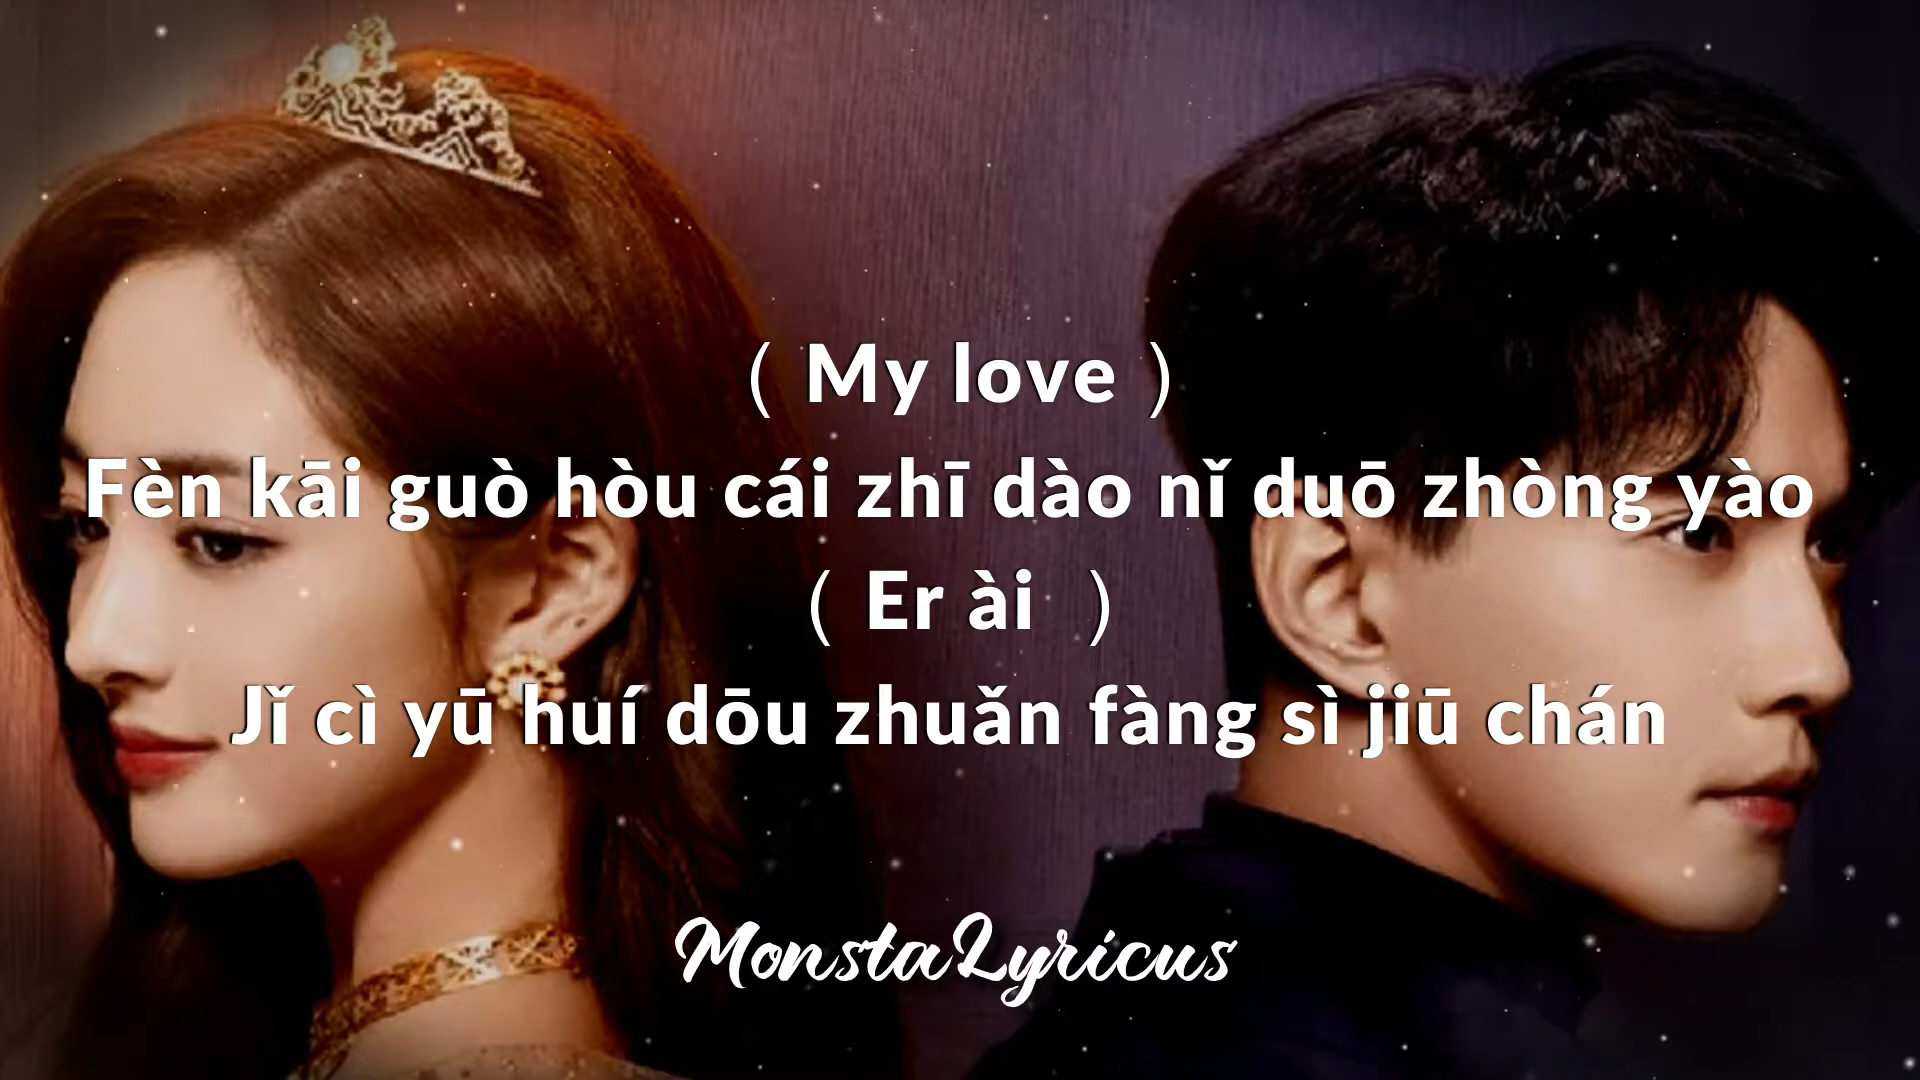 ( My love )
Fèn kāi guò hòu cái zhī dào nǐ duō zhòng yào
( Er ài )
Jǐ cì yū huí dōu zhuǎn fàng sì jiū chán
MonstaLyricus